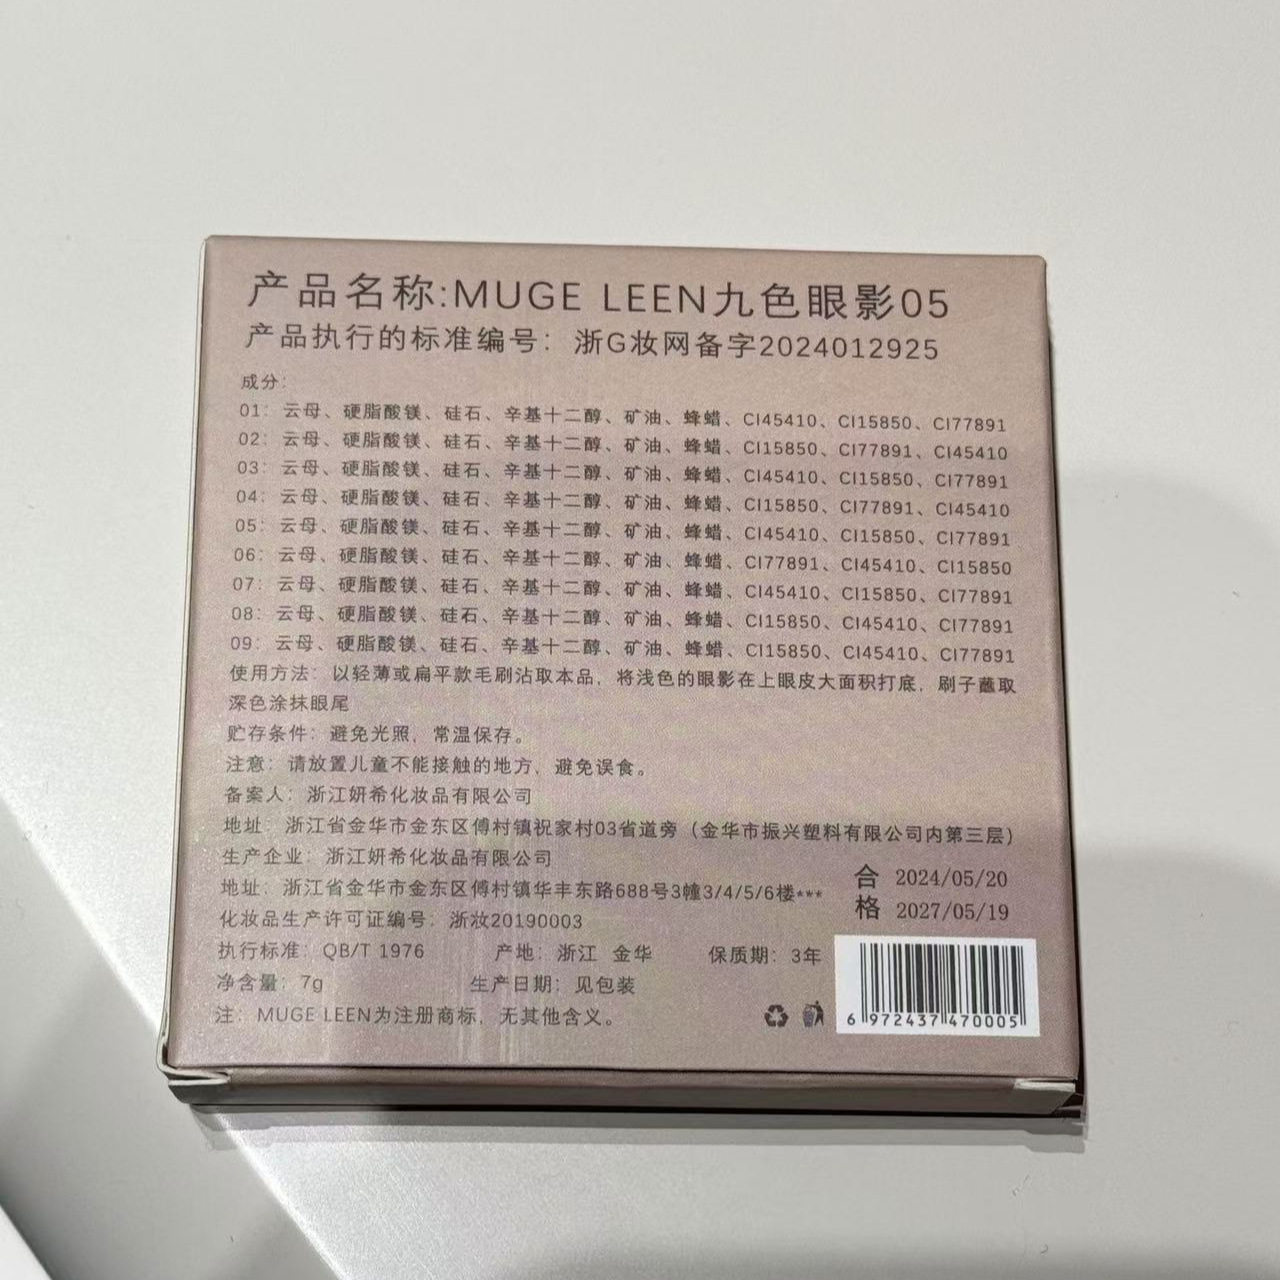 产品名称:MUGE LEEN九色眼影05
产品执行的标准编号：浙G妆网备字2024012925
成分：
01：云母、硬脂酸镁、硅石、辛基十二醇、矿油、蜂蜡、CI45410、CI15850、CI77891
02：云母、硬脂酸镁、硅石、辛基十二醇、矿油、蜂蜡、CI15850、CI77891、CI45410
03：云母、硬脂酸镁、硅石、辛基十二醇、矿油、蜂蜡、CI45410、CI15850、CI77891
04：云母、硬脂酸镁、硅石、辛基十二醇、矿油、蜂蜡、CI15850、CI77891、CI45410
05：云母、硬脂酸镁、硅石、辛基十二醇、矿油、蜂蜡、CI45410、CI15850、CI77891
06：云母、硬脂酸镁、硅石、辛基十二醇、矿油、蜂蜡、CI77891、CI45410、CI15850
07：云母、硬脂酸镁、硅石、辛基十二醇、矿油、蜂蜡、CI45410、CI15850、CI77891
08：云母、硬脂酸镁、硅石、辛基十二醇、矿油、蜂蜡、CI15850、CI45410、CI77891
09：云母、硬脂酸镁、硅石、辛基十二醇、矿油、蜂蜡、CI15850、CI45410、CI77891
使用方法：以轻薄或扁平款毛刷沾取本品，将浅色的眼影在上眼皮大面积打底，刷子蘸取
深色涂抹眼尾
贮存条件：避免光照，常温保存。
注意：请放置儿童不能接触的地方，避免误食。
备案人：浙江妍希化妆品有限公司
地址：浙江省金华市金东区傅村镇祝家村03省道旁（金华市振兴塑料有限公司内第三层）
生产企业：浙江妍希化妆品有限公司
地址：浙江省金华市金东区傅村镇华丰东路688号3幢3/4/5/6楼***
化妆品生产许可证编号：浙妆20190003
合格 2024/05/20
2027/05/19
执行标准：QB/T 1976 产地：浙江 金华 保质期：3年
净含量：7g 生产日期：见包装
注：MUGE LEEN为注册商标，无其他含义。
6 972437 470005